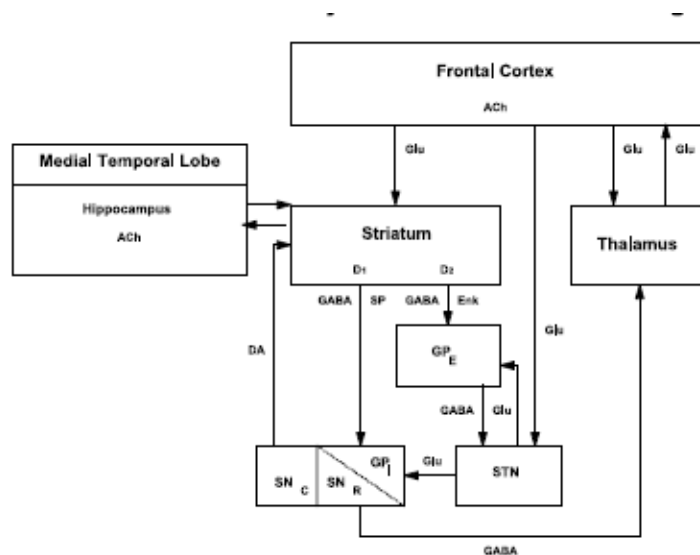 Frontal Cortex
ACh
Medial Temporal Lobe
Hippocampus
ACh
Glu
Glu
Glu
Striatum
D1
D2
Thalamus
GABA
SP
GABA
Enk
DA
GPE
Glu
GABA
Glu
SNC
SNR
GPI
Glu
STN
GABA